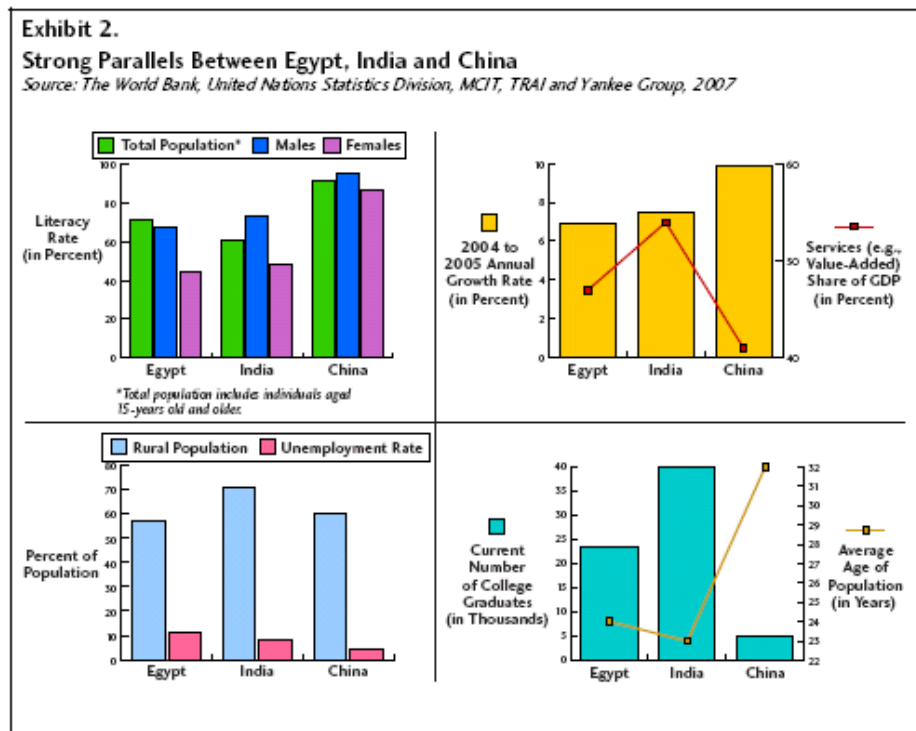 Exhibit 2.
Strong Parallels Between Egypt, India and China
Source: The World Bank, United Nations Statistics Division, MCIT, TRAI and Yankee Group, 2007
Total Population* Males Females
Literacy
Rate
(in Percent)
100
80
60
40
20
0
Egypt India China
*Total population includes individuals aged
15-years old and older.
10
8
6
4
2
0
2004 to
2005 Annual
Growth Rate
(in Percent)
60
50
40
Services (e.g.,
Value-Added)
Share of GDP
(in Percent)
Egypt India China
Rural Population Unemployment Rate
Percent of
Population
80
70
60
50
40
30
20
10
0
Egypt India China
Current
Number
of College
Graduates
(in Thousands)
40
35
30
25
20
15
10
5
0
32
31
30
29
28
27
26
25
24
23
22
Average
Age of
Population
(in Years)
Egypt India China